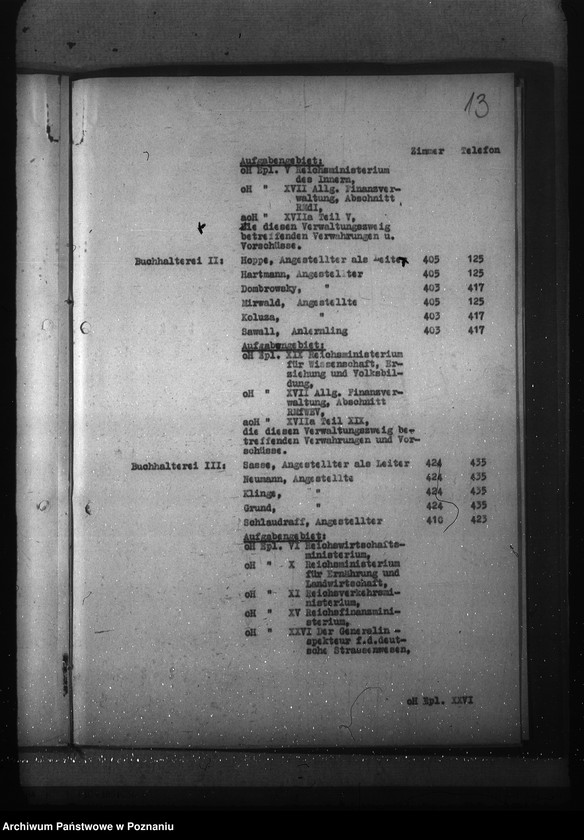 13
Zimmer Telefon
Aufgabengebiet:
oH Epl. V Reichsministerium
des Innern,
oH " XVII Allg. Finanzver-
waltung, Abschnitt
RMdI,
aoH " XVIIa Teil V,
die diesen Verwaltungszweig
betreffenden Verwahrungen u.
Vorschüsse.
Buchhalterei II: Hoppe, Angestellter als Leiter 405 125
Hartmann, Angestellter 405 125
Dombrowsky, " 403 417
Mirwald, Angestellte 405 125
Kolusa, " 403 417
Sawall, Anlernling 403 417
Aufgabengebiet:
oH Epl. XIX Reichsministerium
für Wissenschaft, Er-
ziehung und Volksbil-
dung,
oH " XVII Allg. Finanzver-
waltung, Abschnitt
RMfWEV,
aoH " XVIIa Teil XIX,
die diesen Verwaltungszweig be-
treffenden Verwahrungen und Vor-
schüsse.
Buchhalterei III: Sasse, Angestellter als Leiter 424 435
Neumann, Angestellte 424 435
Klinge, " 424 435
Grund, " 424 435
Schlaudraff, Angestellter 410 423
Aufgabengebiet:
oH Epl. VI Reichswirtschafts-
ministerium,
oH " X Reichsministerium
für Ernährung und
Landwirtschaft,
oH " XI Reichsverkehrsmi-
nisterium,
oH " XV Reichsfinanzmini-
sterium,
oH " XXVI Der Generalin -
spekteur f.d.deut-
sche Strassenwesen,
oH Epl. XXVI
Archiwum Państwowe w Poznaniu